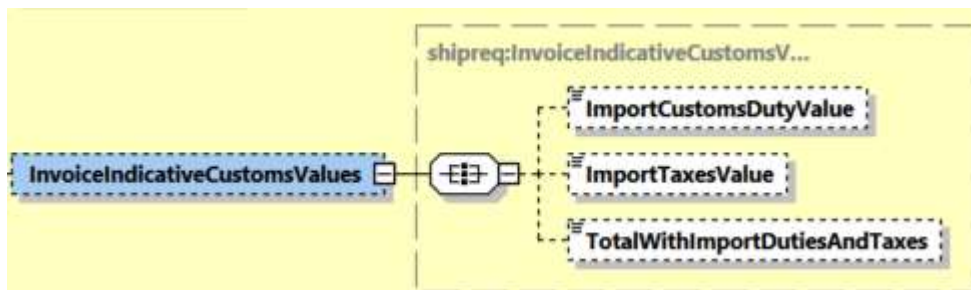 shipreq:InvoiceIndicativeCustomsV...
ImportCustomsDutyValue
InvoiceIndicativeCustomsValues
ImportTaxesValue
TotalWithImportDutiesAndTaxes